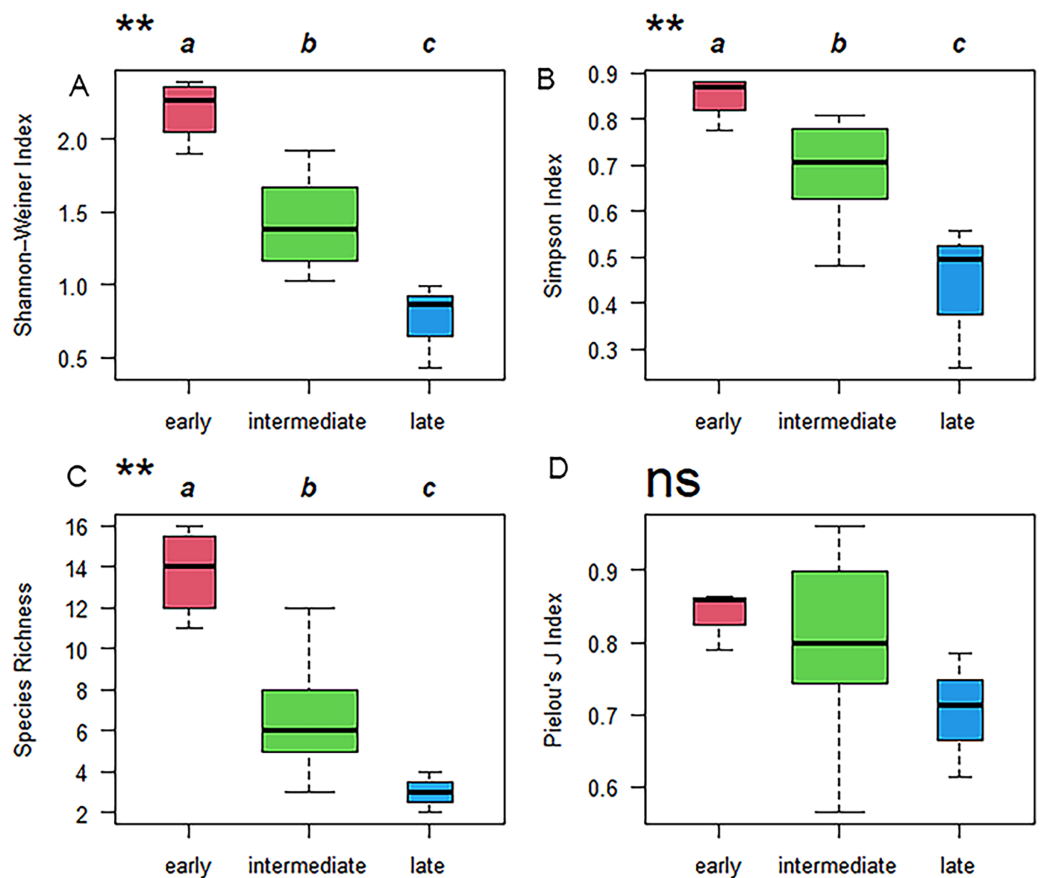 ** a b c
A
Shannon–Weiner Index
2.0
1.5
1.0
0.5
early intermediate late
** a b c
B
Simpson Index
0.9
0.8
0.7
0.6
0.5
0.4
0.3
early intermediate late
** a b c
C
Species Richness
16
14
12
10
8
6
4
2
early intermediate late
ns
D
Pielou's J Index
0.9
0.8
0.7
0.6
early intermediate late